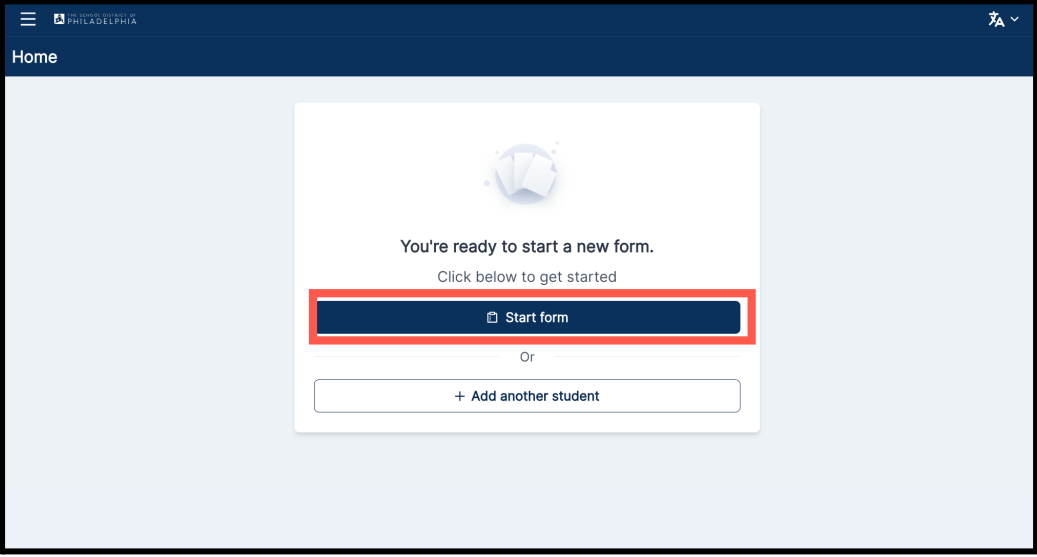 THE SCHOOL DISTRICT OF
PHILADELPHIA
Home
You're ready to start a new form.
Click below to get started
Start form
Or
+ Add another student